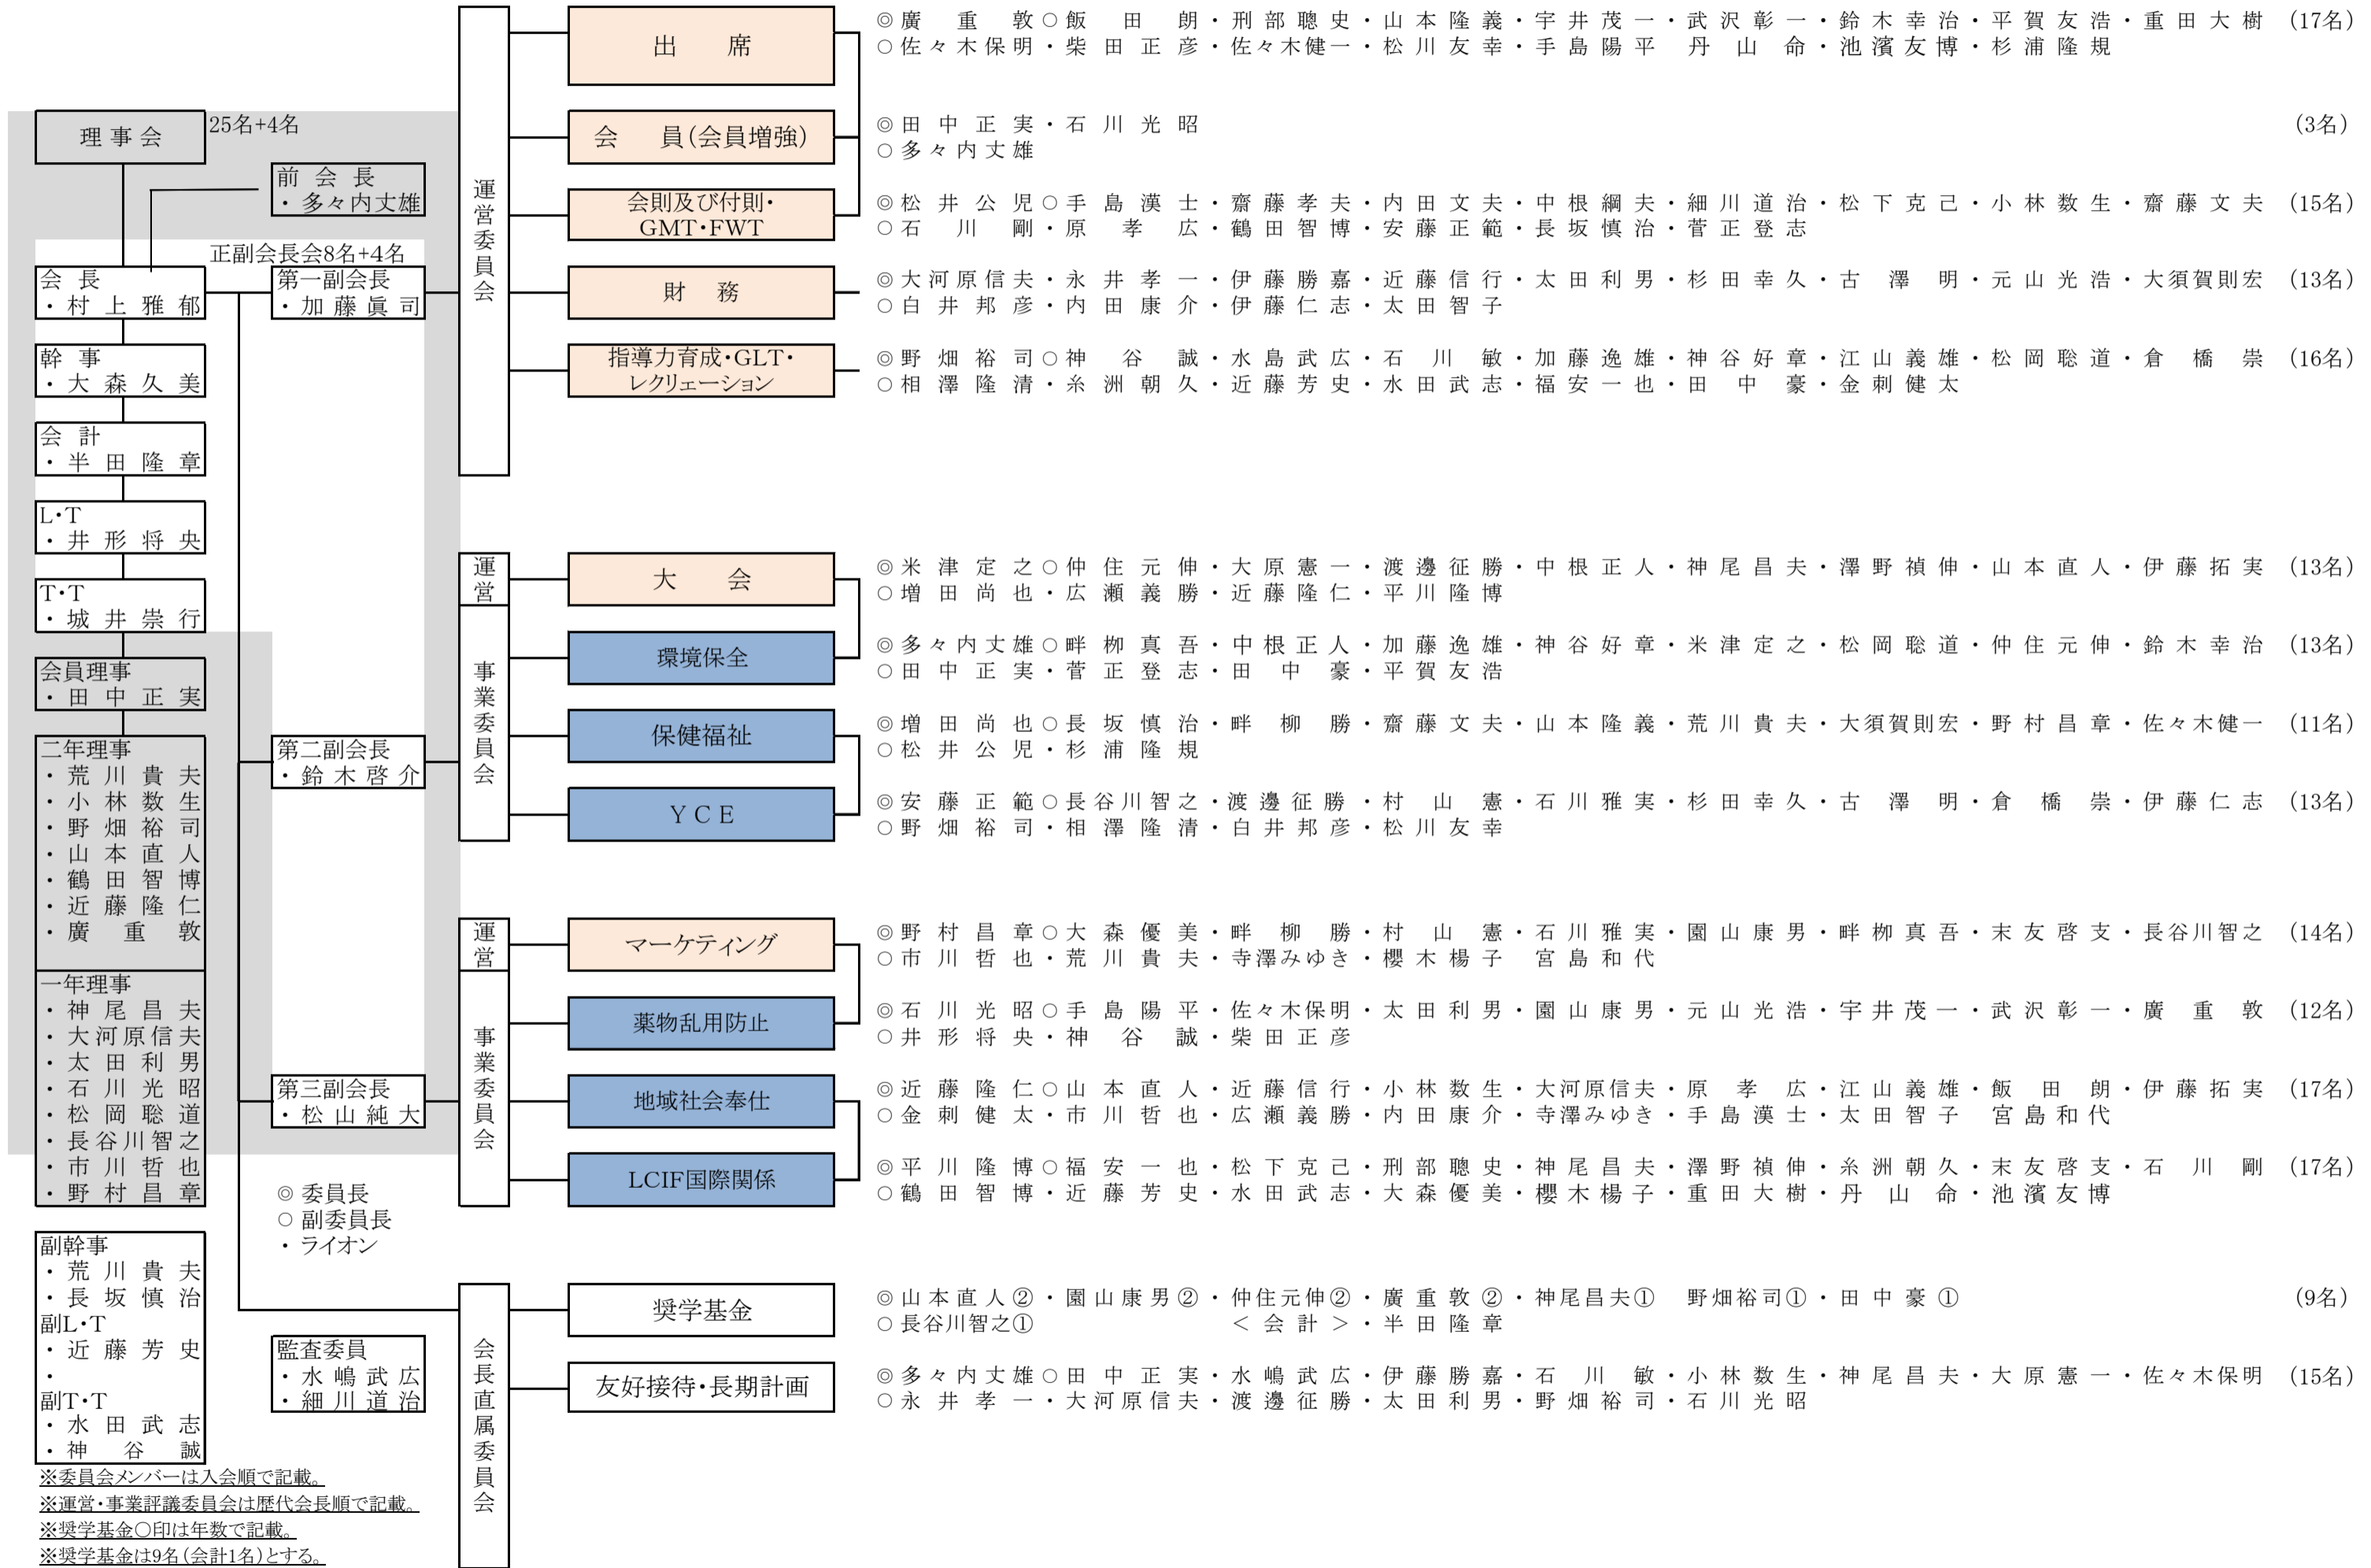 理事会
25名+4名
前会長
・多々内丈雄
正副会長会8名+4名
会長
・村上雅郁
第一副会長
・加藤眞司
幹事
・大森久美
会計
・半田隆章
L・T
・井形将央
T・T
・城井崇行
会員理事
・田中正実
二年理事
・荒川貴夫
・小林数生
・野畑裕司
・山本直人
・鶴田智博
・近藤隆仁
・廣重敦
一年理事
・神尾昌夫
・大河原信夫
・太田利男
・石川光昭
・松岡聡道
・長谷川智之
・市川哲也
・野村昌章
第二副会長
・鈴木啓介
第三副会長
・松山純大
◎ 委員長
○ 副委員長
・ ライオン
副幹事
・荒川貴夫
・長坂慎治
副L・T
・近藤芳史
・
副T・T
・水田武志
・神谷誠
監査委員
・水嶋武広
・細川道治
※委員会メンバーは入会順で記載。
※運営・事業評議委員会は歴代会長順で記載。
※奨学基金○印は年数で記載。
※奨学基金は9名(会計1名)とする。
運営委員会
出席
◎廣重敦○飯田朗・刑部聰史・山本隆義・宇井茂一・武沢彰一・鈴木幸治・平賀友浩・重田大樹 (17名)
○佐々木保明・柴田正彦・佐々木健一・松川友幸・手島陽平 丹山命・池濱友博・杉浦隆規
会員(会員増強)
◎田中正実・石川光昭 (3名)
○多々内丈雄
会則及び付則・
GMT・FWT
◎松井公児○手島漢士・齋藤孝夫・内田文夫・中根綱夫・細川道治・松下克己・小林数生・齋藤文夫 (15名)
○石川剛・原孝広・鶴田智博・安藤正範・長坂慎治・菅正登志
財務
◎大河原信夫・永井孝一・伊藤勝嘉・近藤信行・太田利男・杉田幸久・古澤明・元山光浩・大須賀則宏 (13名)
○白井邦彦・内田康介・伊藤仁志・太田智子
指導力育成・GLT・
レクリェーション
◎野畑裕司○神谷誠・水島武広・石川敏・加藤逸雄・神谷好章・江山義雄・松岡聡道・倉橋崇 (16名)
○相澤隆清・糸洲朝久・近藤芳史・水田武志・福安一也・田中豪・金刺健太
運営
事業委員会
大会
◎米津定之○仲住元伸・大原憲一・渡邊征勝・中根正人・神尾昌夫・澤野禎伸・山本直人・伊藤拓実 (13名)
○増田尚也・広瀬義勝・近藤隆仁・平川隆博
環境保全
◎多々内丈雄○畔柳真吾・中根正人・加藤逸雄・神谷好章・米津定之・松岡聡道・仲住元伸・鈴木幸治 (13名)
○田中正実・菅正登志・田中豪・平賀友浩
保健福祉
◎増田尚也○長坂慎治・畔柳勝・齋藤文夫・山本隆義・荒川貴夫・大須賀則宏・野村昌章・佐々木健一 (11名)
○松井公児・杉浦隆規
YCE
◎安藤正範○長谷川智之・渡邊征勝・村山憲・石川雅実・杉田幸久・古澤明・倉橋崇・伊藤仁志 (13名)
○野畑裕司・相澤隆清・白井邦彦・松川友幸
運営
事業委員会
マーケティング
◎野村昌章○大森優美・畔柳勝・村山憲・石川雅実・園山康男・畔柳真吾・末友啓支・長谷川智之 (14名)
○市川哲也・荒川貴夫・寺澤みゆき・櫻木楊子 宮島和代
薬物乱用防止
◎石川光昭○手島陽平・佐々木保明・太田利男・園山康男・元山光浩・宇井茂一・武沢彰一・廣重敦 (12名)
○井形将央・神谷誠・柴田正彦
地域社会奉仕
◎近藤隆仁○山本直人・近藤信行・小林数生・大河原信夫・原孝広・江山義雄・飯田朗・伊藤拓実 (17名)
○金刺健太・市川哲也・広瀬義勝・内田康介・寺澤みゆき・手島漢士・太田智子 宮島和代
LCIF国際関係
◎平川隆博○福安一也・松下克己・刑部聰史・神尾昌夫・澤野禎伸・糸洲朝久・末友啓支・石川剛 (17名)
○鶴田智博・近藤芳史・水田武志・大森優美・櫻木楊子・重田大樹・丹山命・池濱友博
会長直属委員会
奨学基金
◎山本直人②・園山康男②・仲住元伸②・廣重敦②・神尾昌夫① 野畑裕司①・田中豪① (9名)
○長谷川智之① <会計>・半田隆章
友好接待・長期計画
◎多々内丈雄○田中正実・水嶋武広・伊藤勝嘉・石川敏・小林数生・神尾昌夫・大原憲一・佐々木保明 (15名)
○永井孝一・大河原信夫・渡邊征勝・太田利男・野畑裕司・石川光昭